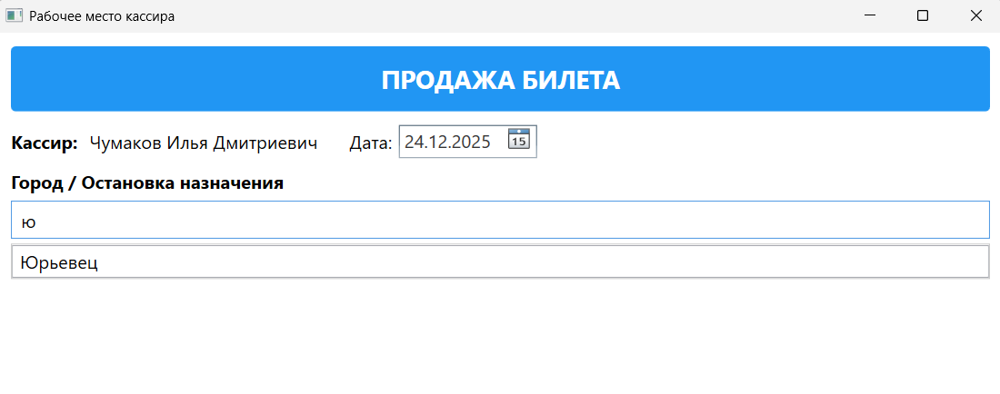 Рабочее место кассира
ПРОДАЖА БИЛЕТА
Кассир: Чумаков Илья Дмитриевич Дата: 24.12.2025 15
Город / Остановка назначения
ю
Юрьевец